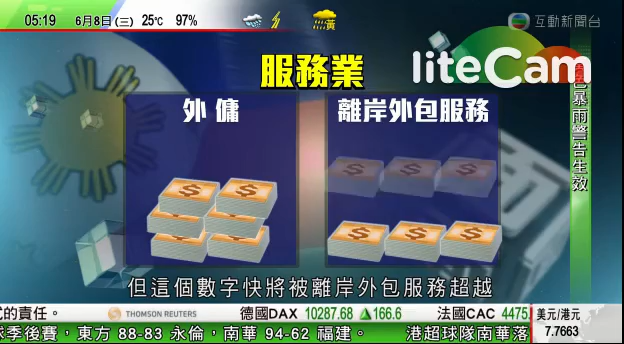 05:19 6月8日(三) 25℃ 97% 黃
互動新聞台
liteCam
服務業
外傭
離岸外包服務
色暴雨警告生效
但這個數字快將被離岸外包服務超越
式的責任。 THOMSON REUTERS 德國DAX 10287.68 ▲166.6 法國CAC 4475. 美元/港元
球季後賽，東方 88-83 永倫，南華 94-62 福建。 港超球隊南華落 7.7663